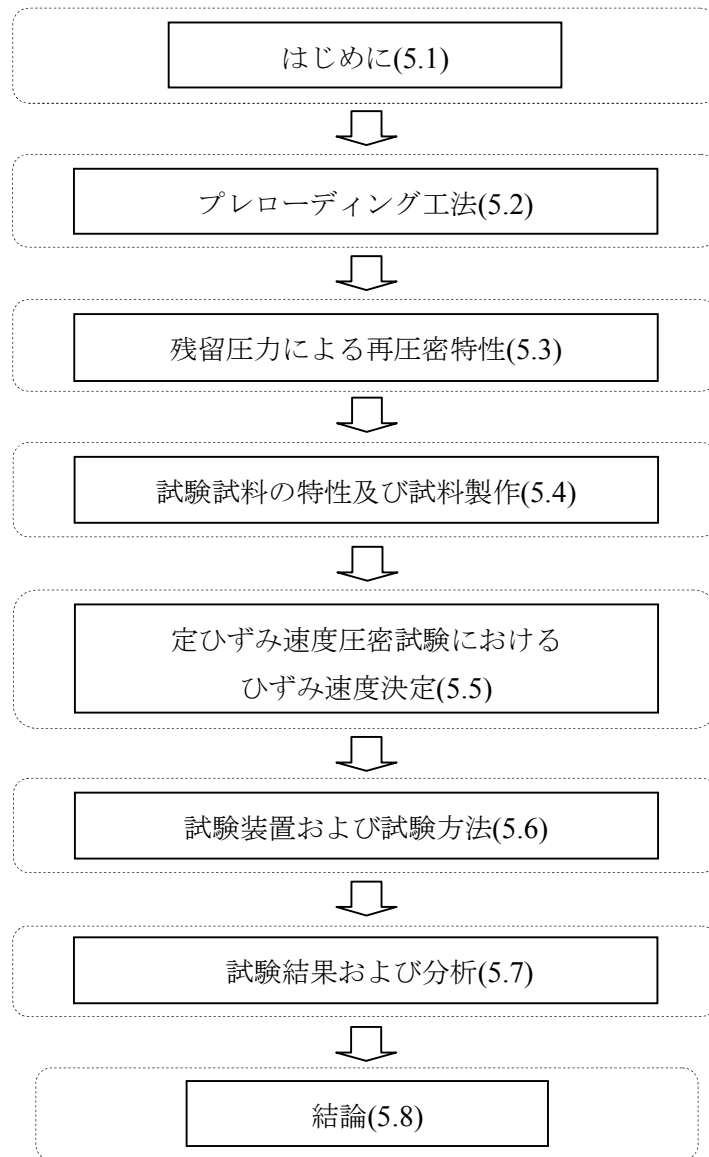 はじめに(5.1)
プレローディング工法(5.2)
残留圧力による再圧密特性(5.3)
試験試料の特性及び試料製作(5.4)
定ひずみ速度圧密試験における
ひずみ速度決定(5.5)
試験装置および試験方法(5.6)
試験結果および分析(5.7)
結論(5.8)